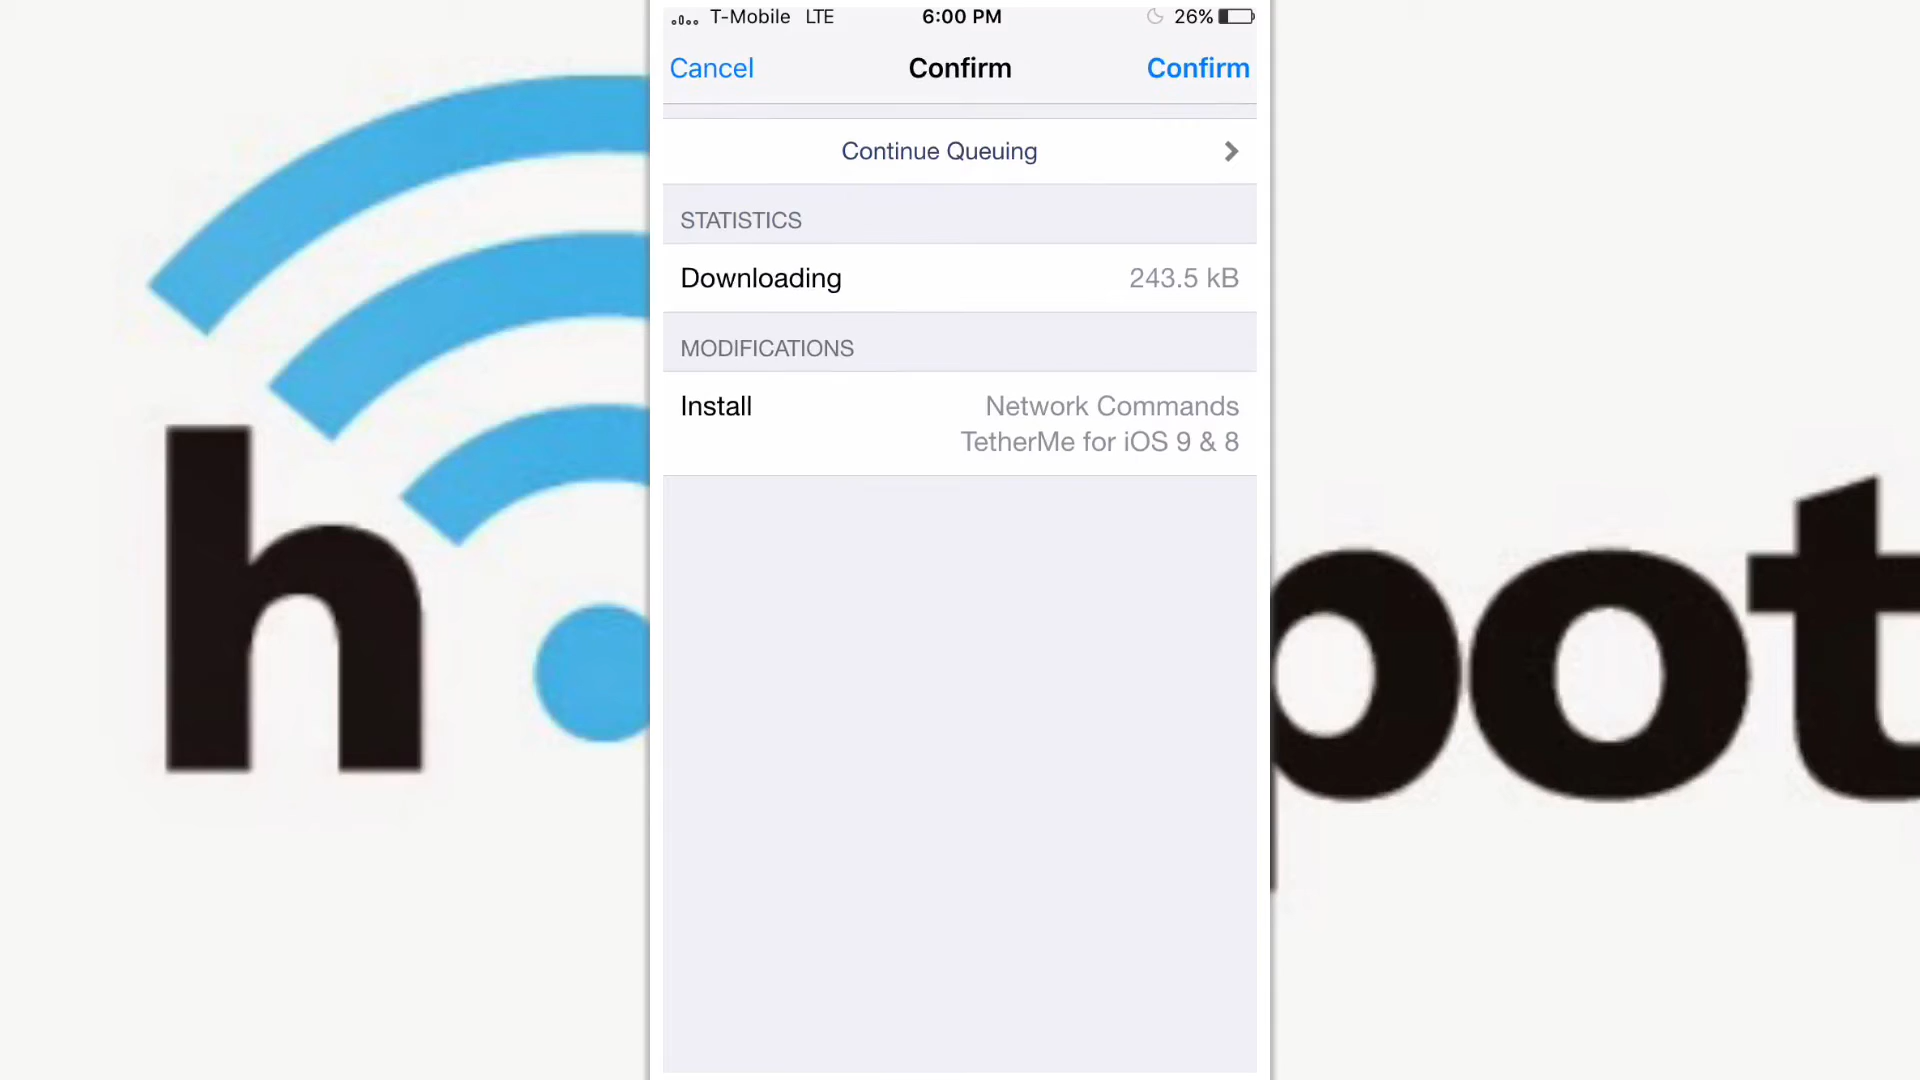 T-Mobile LTE 6:00 PM 26%
Cancel Confirm Confirm
Continue Queuing
STATISTICS
Downloading 243.5 kB
MODIFICATIONS
Install Network Commands
TetherMe for iOS 9 & 8
h pot